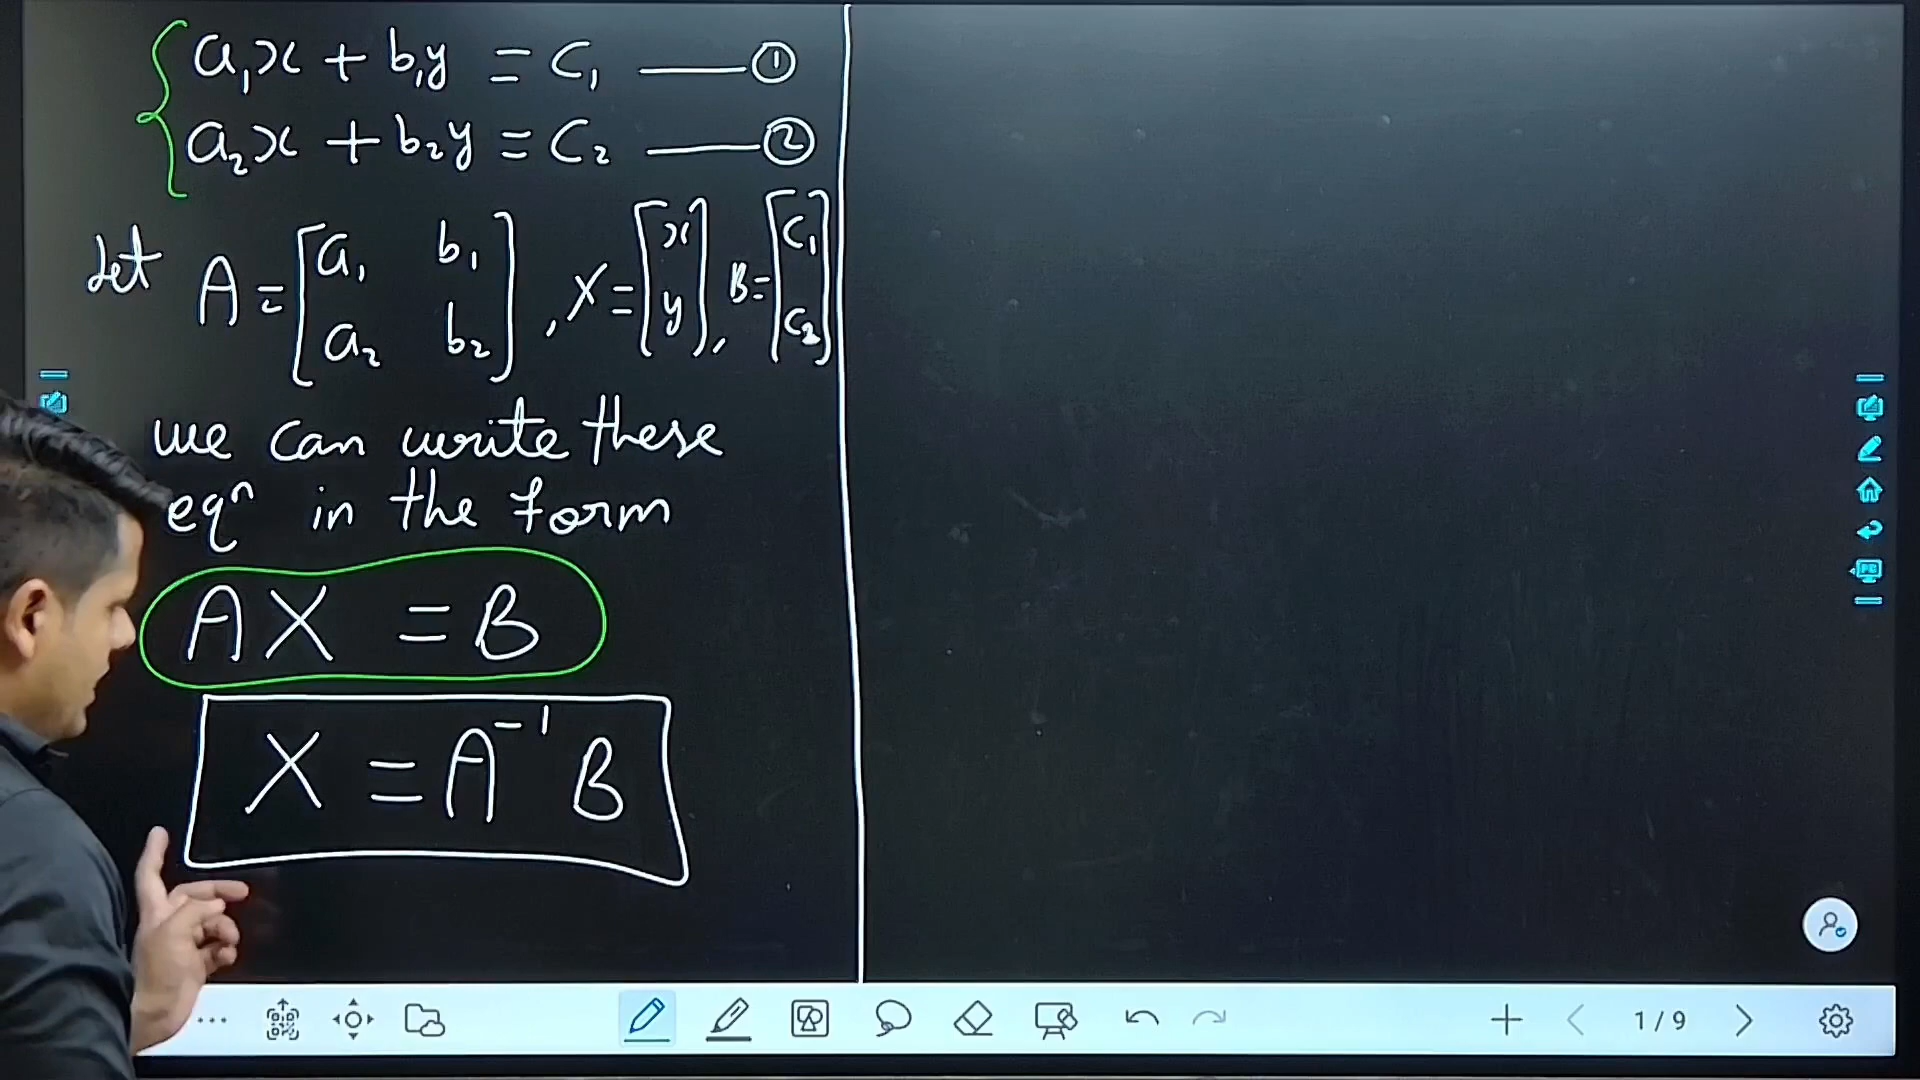 a₁x + b₁y = C₁ —— ①
a₂x + b₂y = C₂ —— ②
Let A = [a₁ b₁ a₂ b₂], X = [x y], B = [C₁ C₂]
we can write these
eqⁿ in the form
AX = B
X = A⁻¹ B
1 / 9